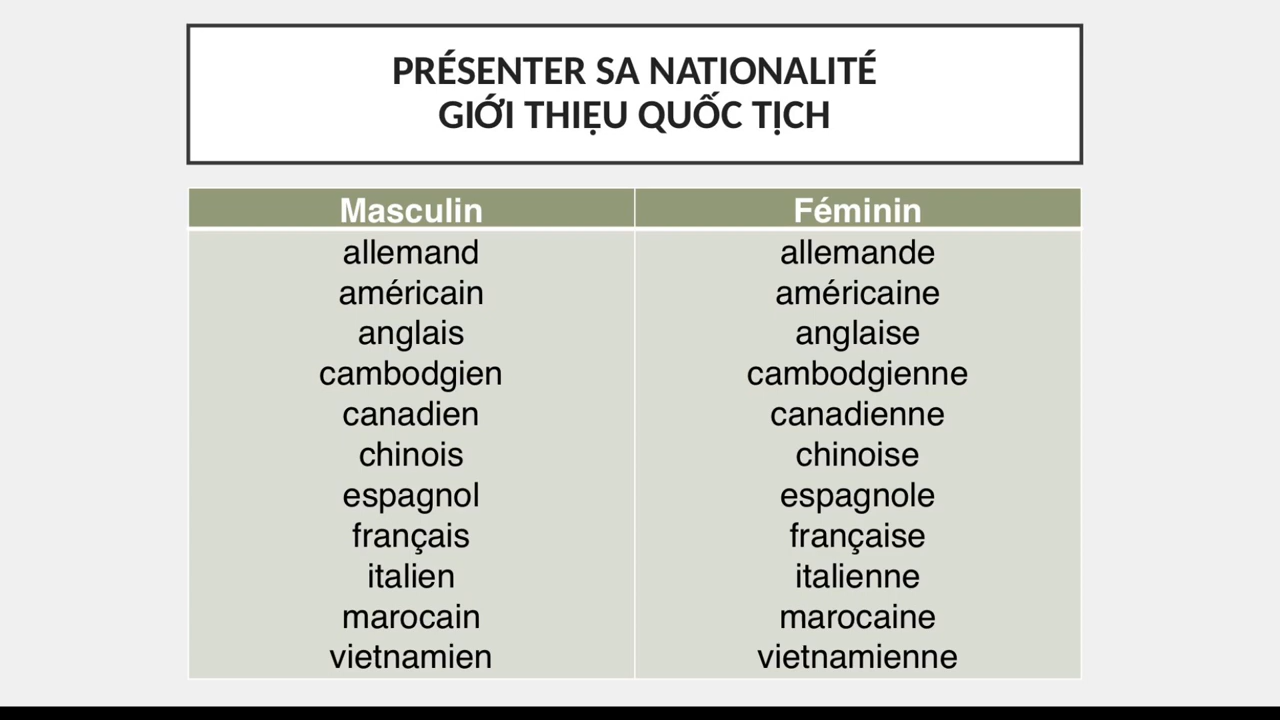 PRÉSENTER SA NATIONALITÉ
GIỚI THIỆU QUỐC TỊCH
Masculin Féminin
allemand allemande
américain américaine
anglais anglaise
cambodgien cambodgienne
canadien canadienne
chinois chinoise
espagnol espagnole
français française
italien italienne
marocain marocaine
vietnamien vietnamienne